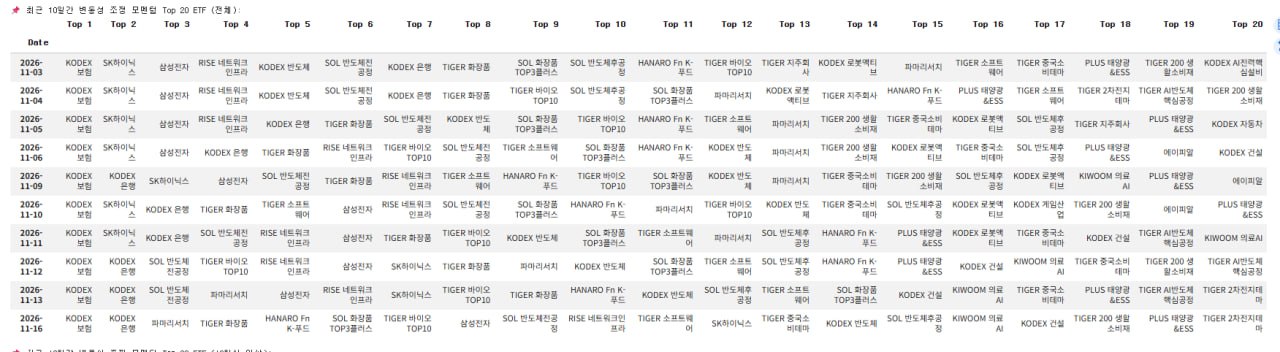 📌 최근 10일간 변동성 조정 모멘텀 Top 20 ETF (전체):
Top 1 Top 2 Top 3 Top 4 Top 5 Top 6 Top 7 Top 8 Top 9 Top 10 Top 11 Top 12 Top 13 Top 14 Top 15 Top 16 Top 17 Top 18 Top 19 Top 20
Date
2026-11-03 KODEX 보험 SK하이닉스 삼성전자 RISE 네트워크인프라 KODEX 반도체 SOL 반도체전공정 KODEX 은행 TIGER 화장품 SOL 화장품TOP3플러스 SOL 반도체후공정 HANARO Fn K-푸드 TIGER 바이오TOP10 TIGER 지주회사 KODEX 로봇액티브 파마리서치 TIGER 소프트웨어 TIGER 중국소비테마 PLUS 태양광&ESS TIGER 200 생활소비재 KODEX AI전력핵심설비
2026-11-04 KODEX 보험 SK하이닉스 삼성전자 RISE 네트워크인프라 KODEX 반도체 SOL 반도체전공정 KODEX 은행 TIGER 화장품 TIGER 바이오TOP10 SOL 반도체후공정 SOL 화장품TOP3플러스 파마리서치 KODEX 로봇액티브 TIGER 지주회사 HANARO Fn K-푸드 PLUS 태양광&ESS TIGER 소프트웨어 TIGER 2차전지테마 TIGER AI반도체핵심공정 TIGER 200 생활소비재
2026-11-05 KODEX 보험 SK하이닉스 삼성전자 RISE 네트워크인프라 KODEX 은행 TIGER 화장품 SOL 반도체전공정 KODEX 반도체 SOL 화장품TOP3플러스 TIGER 바이오TOP10 HANARO Fn K-푸드 TIGER 소프트웨어 파마리서치 TIGER 200 생활소비재 TIGER 중국소비테마 KODEX 로봇액티브 SOL 반도체후공정 TIGER 지주회사 PLUS 태양광&ESS KODEX 자동차
2026-11-06 KODEX 보험 SK하이닉스 삼성전자 KODEX 은행 TIGER 화장품 RISE 네트워크인프라 TIGER 바이오TOP10 SOL 반도체전공정 TIGER 소프트웨어 SOL 화장품TOP3플러스 HANARO Fn K-푸드 KODEX 반도체 파마리서치 TIGER 200 생활소비재 KODEX 로봇액티브 TIGER 중국소비테마 SOL 반도체후공정 PLUS 태양광&ESS 에이피알 KODEX 건설
2026-11-09 KODEX 보험 KODEX 은행 SK하이닉스 삼성전자 SOL 반도체전공정 TIGER 화장품 RISE 네트워크인프라 TIGER 소프트웨어 HANARO Fn K-푸드 TIGER 바이오TOP10 SOL 화장품TOP3플러스 KODEX 반도체 파마리서치 TIGER 중국소비테마 TIGER 200 생활소비재 SOL 반도체후공정 KODEX 로봇액티브 KIWOOM 의료AI PLUS 태양광&ESS 에이피알
2026-11-10 KODEX 보험 SK하이닉스 KODEX 은행 TIGER 화장품 TIGER 소프트웨어 삼성전자 RISE 네트워크인프라 SOL 반도체전공정 SOL 화장품TOP3플러스 HANARO Fn K-푸드 파마리서치 TIGER 바이오TOP10 KODEX 반도체 TIGER 중국소비테마 SOL 반도체후공정 KODEX 로봇액티브 KODEX 게임산업 TIGER 200 생활소비재 에이피알 PLUS 태양광&ESS
2026-11-11 KODEX 보험 SK하이닉스 KODEX 은행 SOL 반도체전공정 RISE 네트워크인프라 삼성전자 TIGER 화장품 TIGER 바이오TOP10 KODEX 반도체 SOL 화장품TOP3플러스 TIGER 소프트웨어 파마리서치 SOL 반도체후공정 HANARO Fn K-푸드 PLUS 태양광&ESS KODEX 로봇액티브 TIGER 중국소비테마 KODEX 건설 TIGER AI반도체핵심공정 KIWOOM 의료AI
2026-11-12 KODEX 보험 KODEX 은행 SOL 반도체전공정 TIGER 바이오TOP10 RISE 네트워크인프라 삼성전자 SK하이닉스 TIGER 화장품 파마리서치 KODEX 반도체 SOL 화장품TOP3플러스 TIGER 소프트웨어 SOL 반도체후공정 HANARO Fn K-푸드 PLUS 태양광&ESS KODEX 건설 KIWOOM 의료AI TIGER 중국소비테마 TIGER 200 생활소비재 TIGER AI반도체핵심공정
2026-11-13 KODEX 보험 KODEX 은행 SOL 반도체전공정 파마리서치 삼성전자 RISE 네트워크인프라 SK하이닉스 TIGER 바이오TOP10 TIGER 화장품 HANARO Fn K-푸드 KODEX 반도체 SOL 반도체후공정 TIGER 소프트웨어 SOL 화장품TOP3플러스 KODEX 건설 KIWOOM 의료AI TIGER 중국소비테마 PLUS 태양광&ESS TIGER AI반도체핵심공정 TIGER 2차전지테마
2026-11-16 KODEX 보험 KODEX 은행 파마리서치 TIGER 화장품 HANARO Fn K-푸드 SOL 화장품TOP3플러스 TIGER 바이오TOP10 삼성전자 SOL 반도체전공정 RISE 네트워크인프라 TIGER 소프트웨어 SK하이닉스 TIGER 중국소비테마 KODEX 반도체 SOL 반도체후공정 KIWOOM 의료AI KODEX 건설 TIGER 200 생활소비재 PLUS 태양광&ESS TIGER 2차전지테마